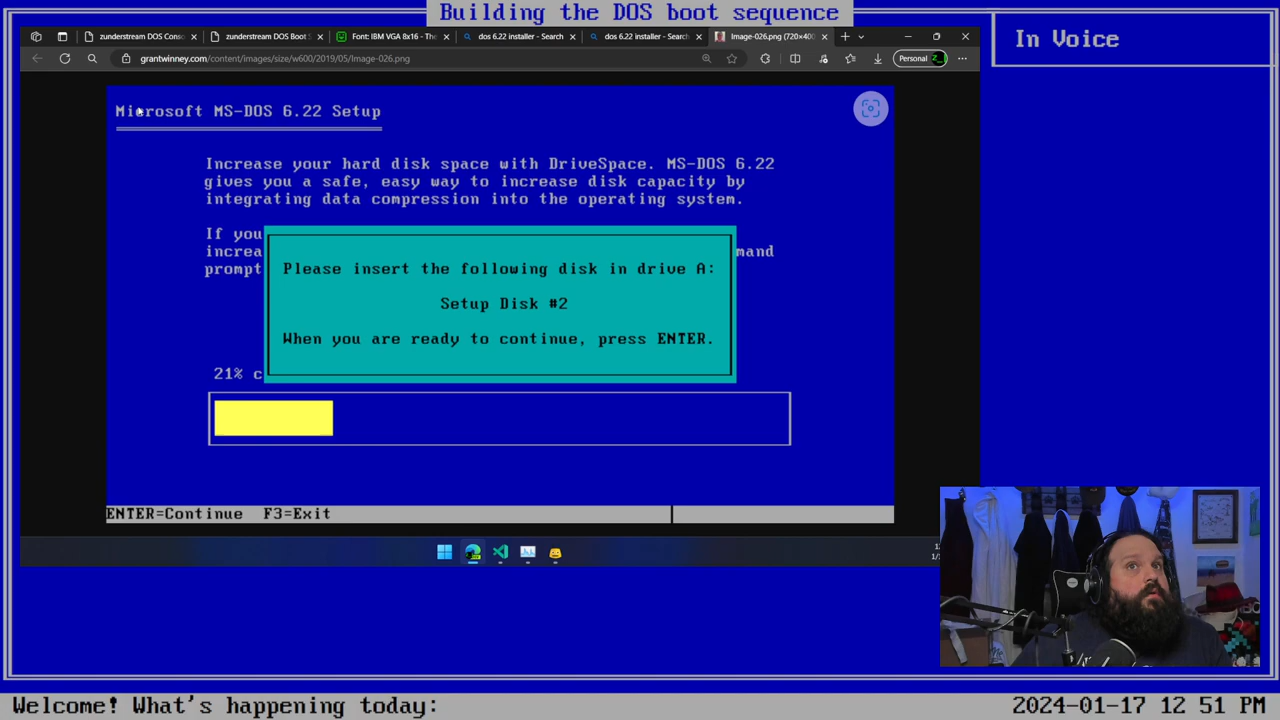 Building the DOS boot sequence
In Voice
zunderstream DOS Cons
zunderstream DOS Boot S
Font: IBM VGA 8x16 - The
dos 6.22 installer - Search
dos 6.22 installer - Search
Image-026.png (720×400
grantwinney.com/content/images/size/w600/2019/05/Image-026.png
Personal
Microsoft MS-DOS 6.22 Setup
Increase your hard disk space with DriveSpace. MS-DOS 6.22
gives you a safe, easy way to increase disk capacity by
integrating data compression into the operating system.
If you
increa mand
prompt
Please insert the following disk in drive A:
Setup Disk #2
When you are ready to continue, press ENTER.
21% c
ENTER=Continue F3=Exit
Welcome! What's happening today:
2024-01-17 12 51 PM